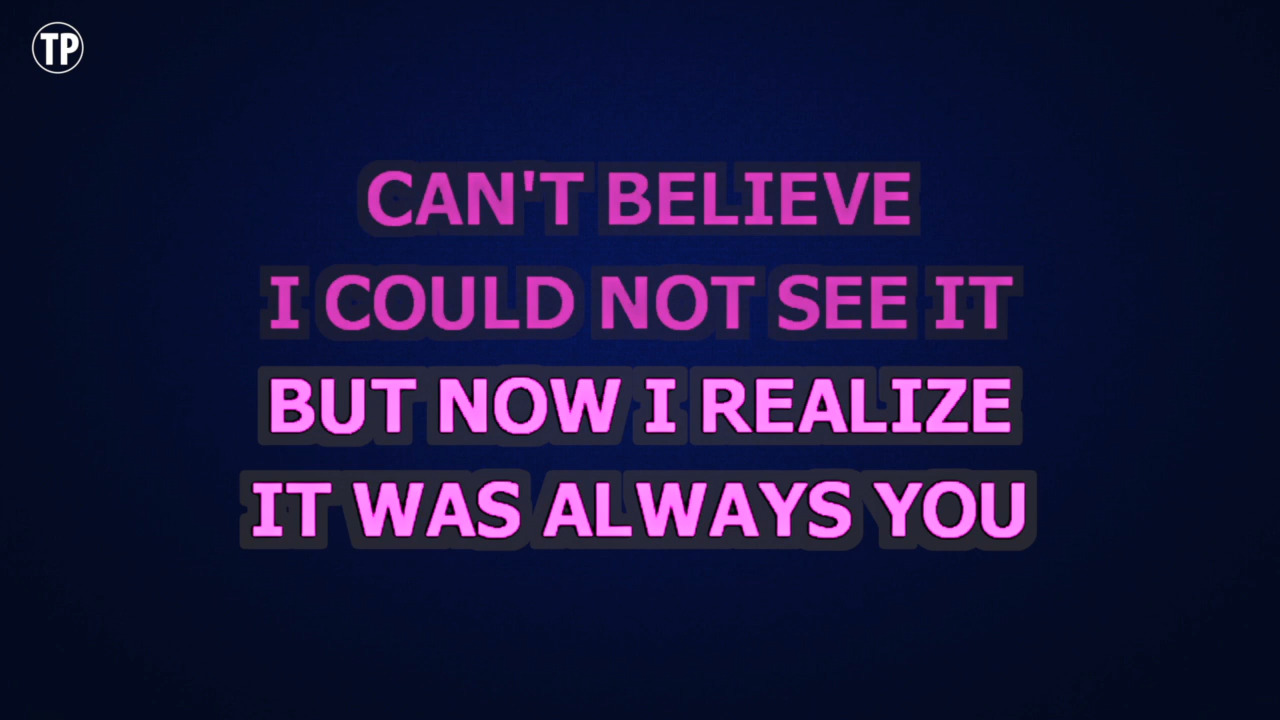 TP
CAN'T BELIEVE
I COULD NOT SEE IT
BUT NOW I REALIZE
IT WAS ALWAYS YOU